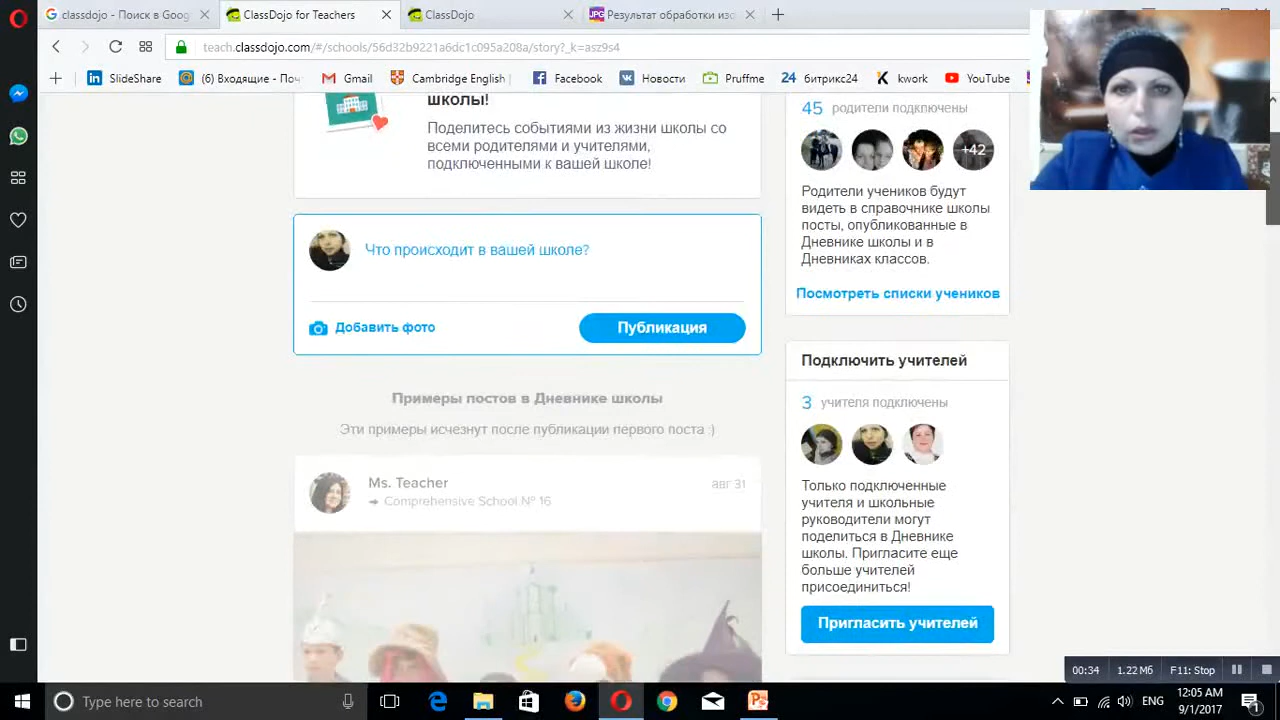 classdojo - Поиск в Goog
ClassDojo for Teachers
ClassDojo
JPG Результат обработки изо
teach.classdojo.com/#/schools/56d32b9221a6dc1c095a208a/story?_k=asz9s4
SlideShare
(6) Входящие - Поч
Gmail
Cambridge English
Facebook
Новости
Pruffme
24 битрикс24
kwork
YouTube
школы!
Поделитесь событиями из жизни школы со
всеми родителями и учителями,
подключенными к вашей школе!
Что происходит в вашей школе?
Добавить фото
Публикация
Примеры постов в Дневнике школы
Эти примеры исчезнут после публикации первого поста :)
Ms. Teacher
авг 31
Comprehensive School № 16
45 родители подключены
+42
Родители учеников будут
видеть в справочнике школы
посты, опубликованные в
Дневнике школы и в
Дневниках классов.
Посмотреть списки учеников
Подключить учителей
3 учителя подключены
Только подключенные
учителя и школьные
руководители могут
поделиться в Дневнике
школы. Пригласите еще
больше учителей
присоединиться!
Пригласить учителей
00:34
1.22 Мб
F11: Stop
Type here to search
ENG
12:05 AM
9/1/2017
1